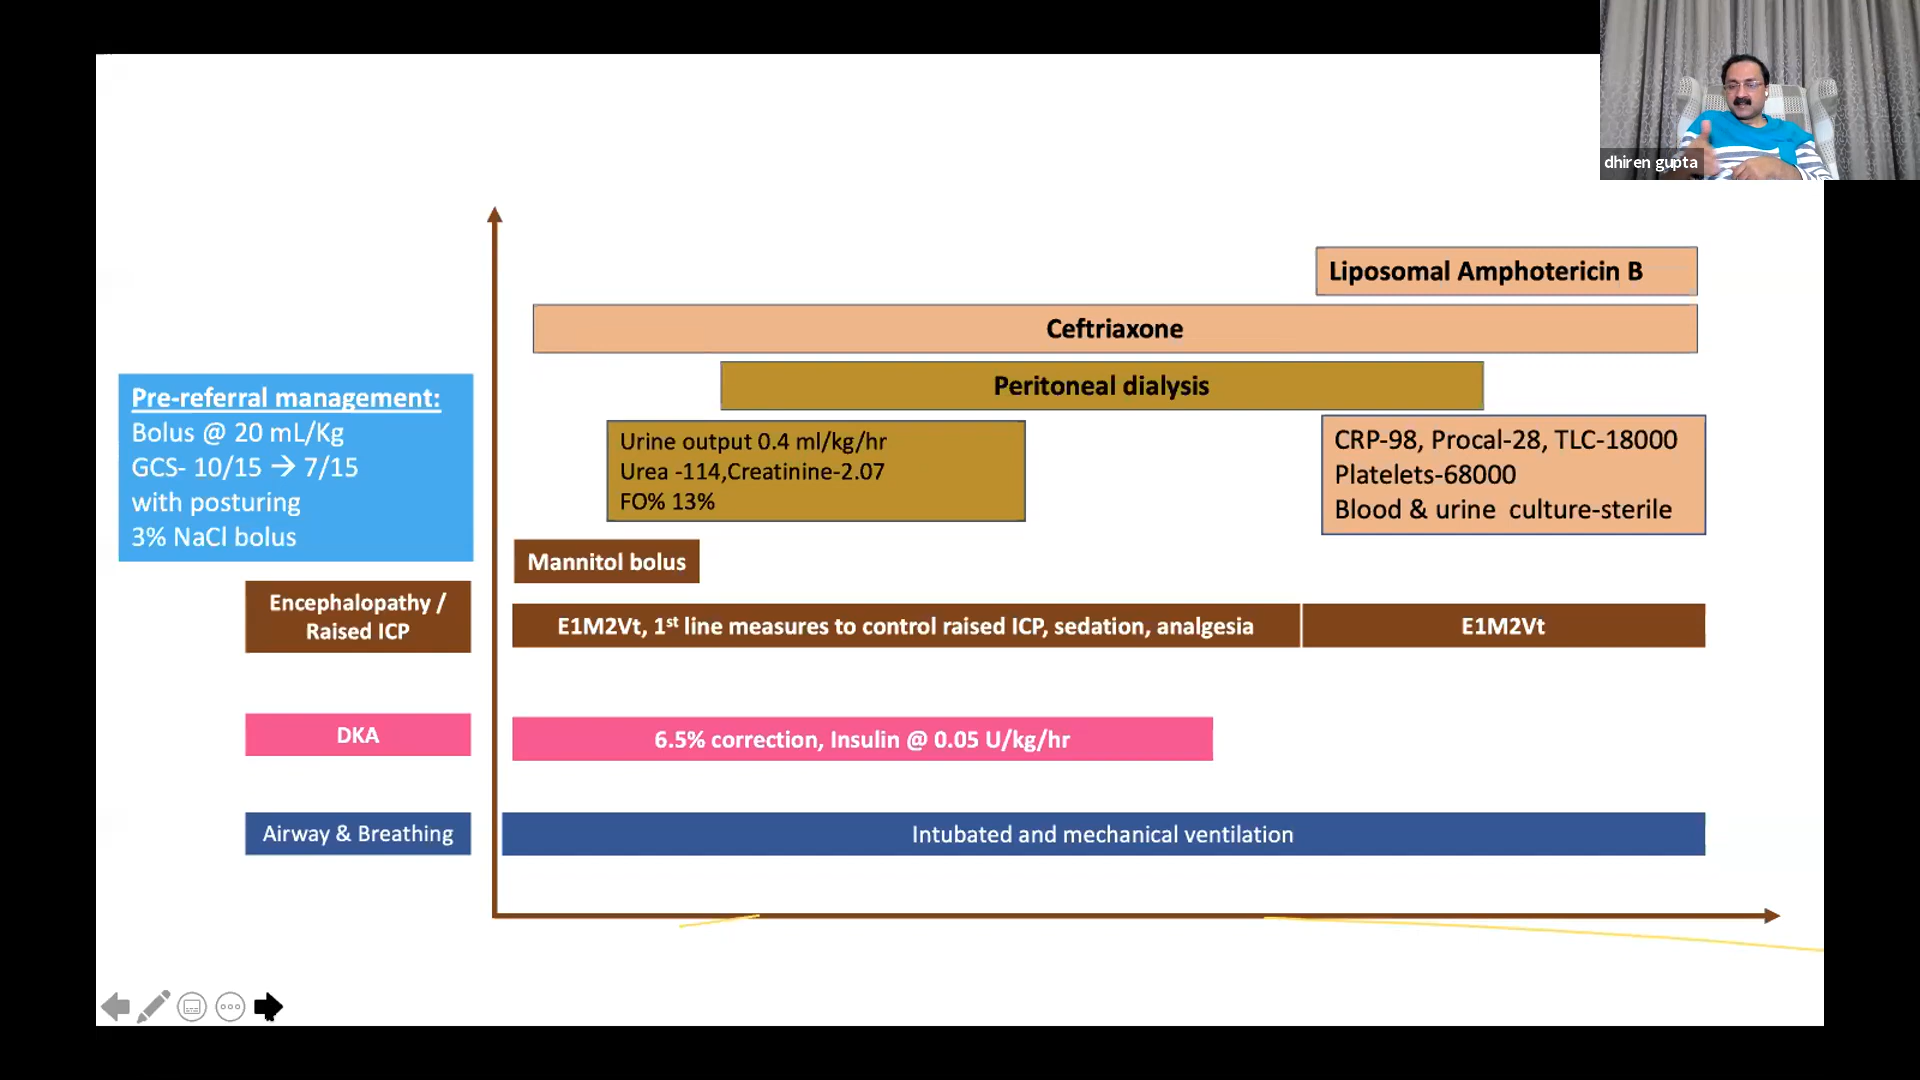 dhiren gupta
Liposomal Amphotericin B
Ceftriaxone
Peritoneal dialysis
Pre-referral management:
Bolus @ 20 mL/Kg
GCS- 10/15 → 7/15
with posturing
3% NaCl bolus
Urine output 0.4 ml/kg/hr
Urea -114,Creatinine-2.07
FO% 13%
CRP-98, Procal-28, TLC-18000
Platelets-68000
Blood & urine culture-sterile
Mannitol bolus
Encephalopathy /
Raised ICP
E1M2Vt, 1st line measures to control raised ICP, sedation, analgesia
E1M2Vt
DKA
6.5% correction, Insulin @ 0.05 U/kg/hr
Airway & Breathing
Intubated and mechanical ventilation